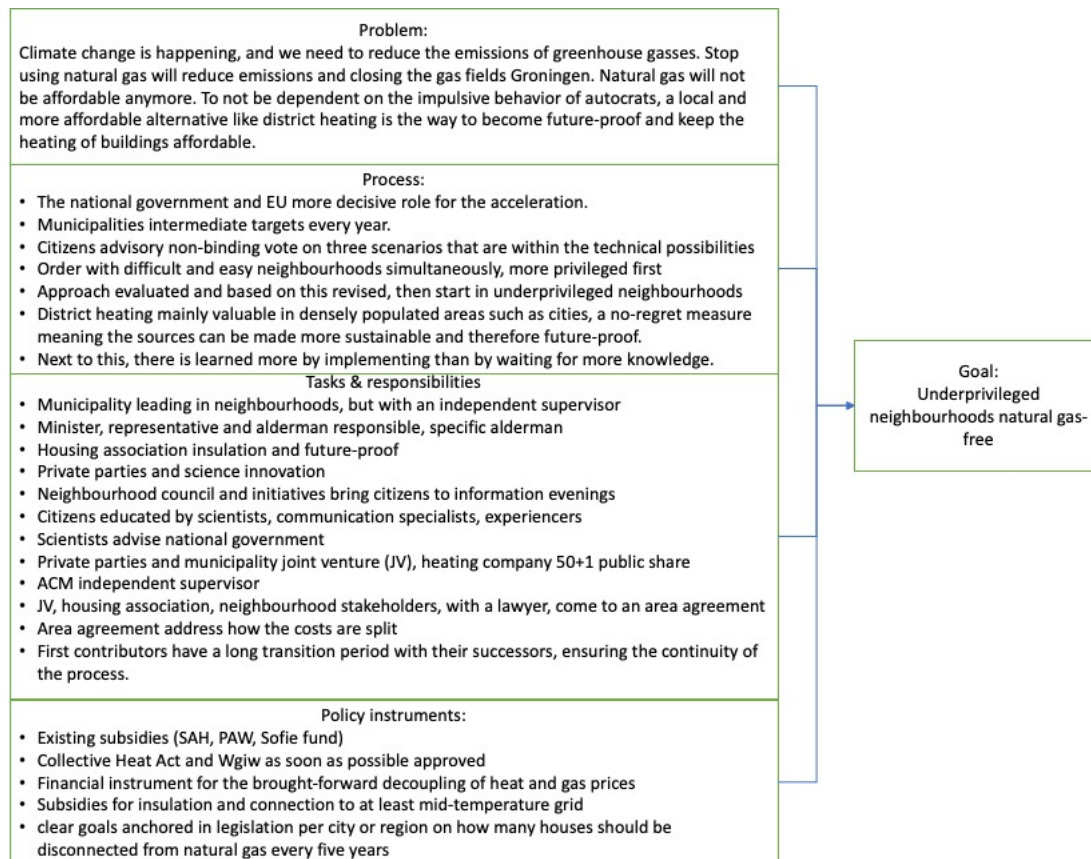 Problem:
Climate change is happening, and we need to reduce the emissions of greenhouse gasses. Stop
using natural gas will reduce emissions and closing the gas fields Groningen. Natural gas will not
be affordable anymore. To not be dependent on the impulsive behavior of autocrats, a local and
more affordable alternative like district heating is the way to become future-proof and keep the
heating of buildings affordable.
Process:
• The national government and EU more decisive role for the acceleration.
• Municipalities intermediate targets every year.
• Citizens advisory non-binding vote on three scenarios that are within the technical possibilities
• Order with difficult and easy neighbourhoods simultaneously, more privileged first
• Approach evaluated and based on this revised, then start in underprivileged neighbourhoods
• District heating mainly valuable in densely populated areas such as cities, a no-regret measure
meaning the sources can be made more sustainable and therefore future-proof.
• Next to this, there is learned more by implementing than by waiting for more knowledge.
Tasks & responsibilities
• Municipality leading in neighbourhoods, but with an independent supervisor
• Minister, representative and alderman responsible, specific alderman
• Housing association insulation and future-proof
• Private parties and science innovation
• Neighbourhood council and initiatives bring citizens to information evenings
• Citizens educated by scientists, communication specialists, experiencers
• Scientists advise national government
• Private parties and municipality joint venture (JV), heating company 50+1 public share
• ACM independent supervisor
• JV, housing association, neighbourhood stakeholders, with a lawyer, come to an area agreement
• Area agreement address how the costs are split
• First contributors have a long transition period with their successors, ensuring the continuity of
the process.
Policy instruments:
• Existing subsidies (SAH, PAW, Sofie fund)
• Collective Heat Act and Wgiw as soon as possible approved
• Financial instrument for the brought-forward decoupling of heat and gas prices
• Subsidies for insulation and connection to at least mid-temperature grid
• clear goals anchored in legislation per city or region on how many houses should be
disconnected from natural gas every five years
Goal:
Underprivileged
neighbourhoods natural gas-
free